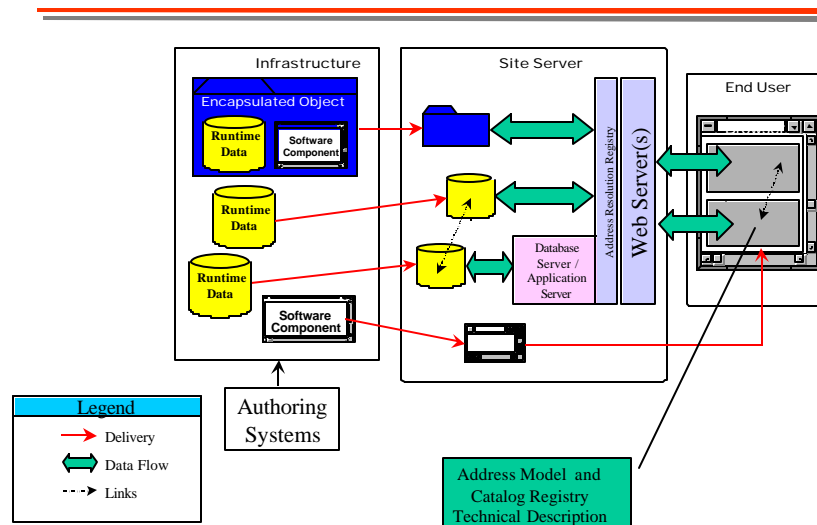 Infrastructure
Encapsulated Object
Runtime
Data
Software
Component
Runtime
Data
Runtime
Data
Software
Component
Authoring
Systems
Site Server
Address Resolution Registry
Web Server(s)
Database
Server /
Application
Server
End User
Legend
Delivery
Data Flow
Links
Address Model and
Catalog Registry
Technical Description